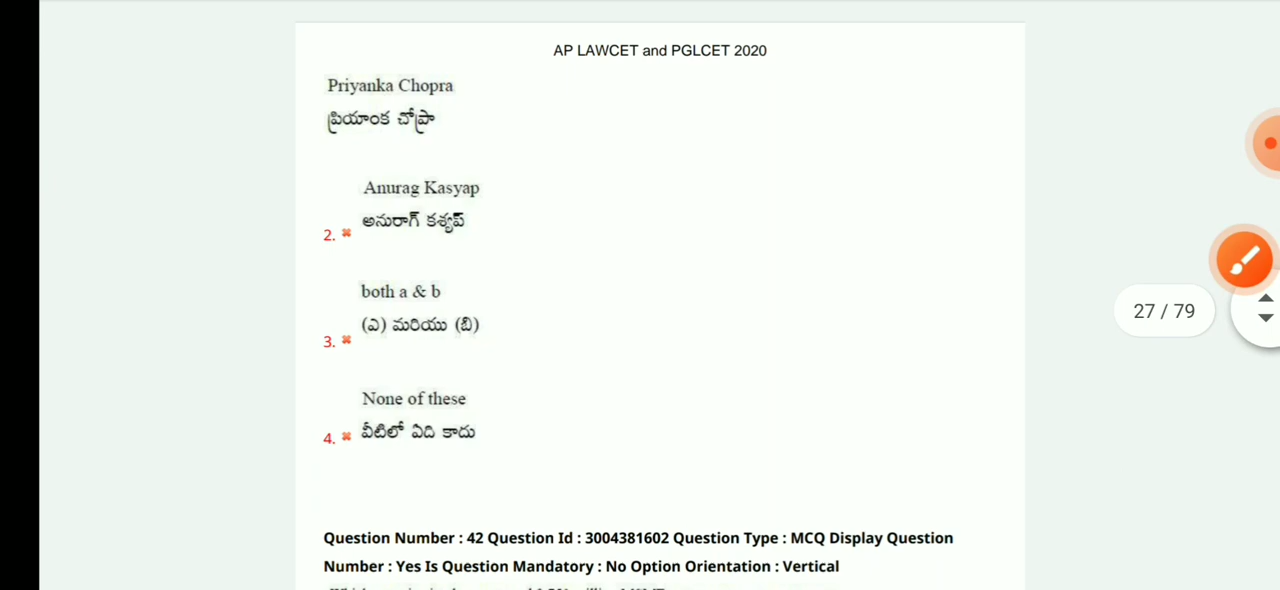 AP LAWCET and PGLCET 2020
Priyanka Chopra
ప్రియాంక చోప్రా
Anurag Kasyap
అనురాగ్ కశ్యప్
2.
both a & b
(ఎ) మరియు (బి)
3.
None of these
వీటిలో ఏది కాదు
4.
27 / 79
Question Number : 42 Question Id : 3004381602 Question Type : MCQ Display Question
Number : Yes Is Question Mandatory : No Option Orientation : Vertical